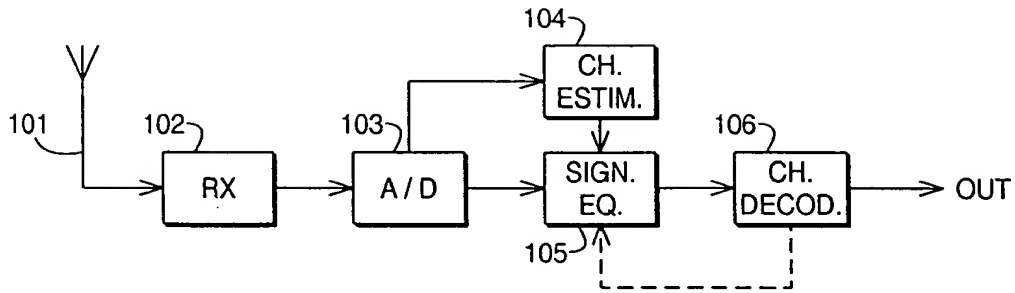 104
CH.
ESTIM.
101
102
103
106
RX
A / D
SIGN.
EQ.
CH.
DECOD.
OUT
105